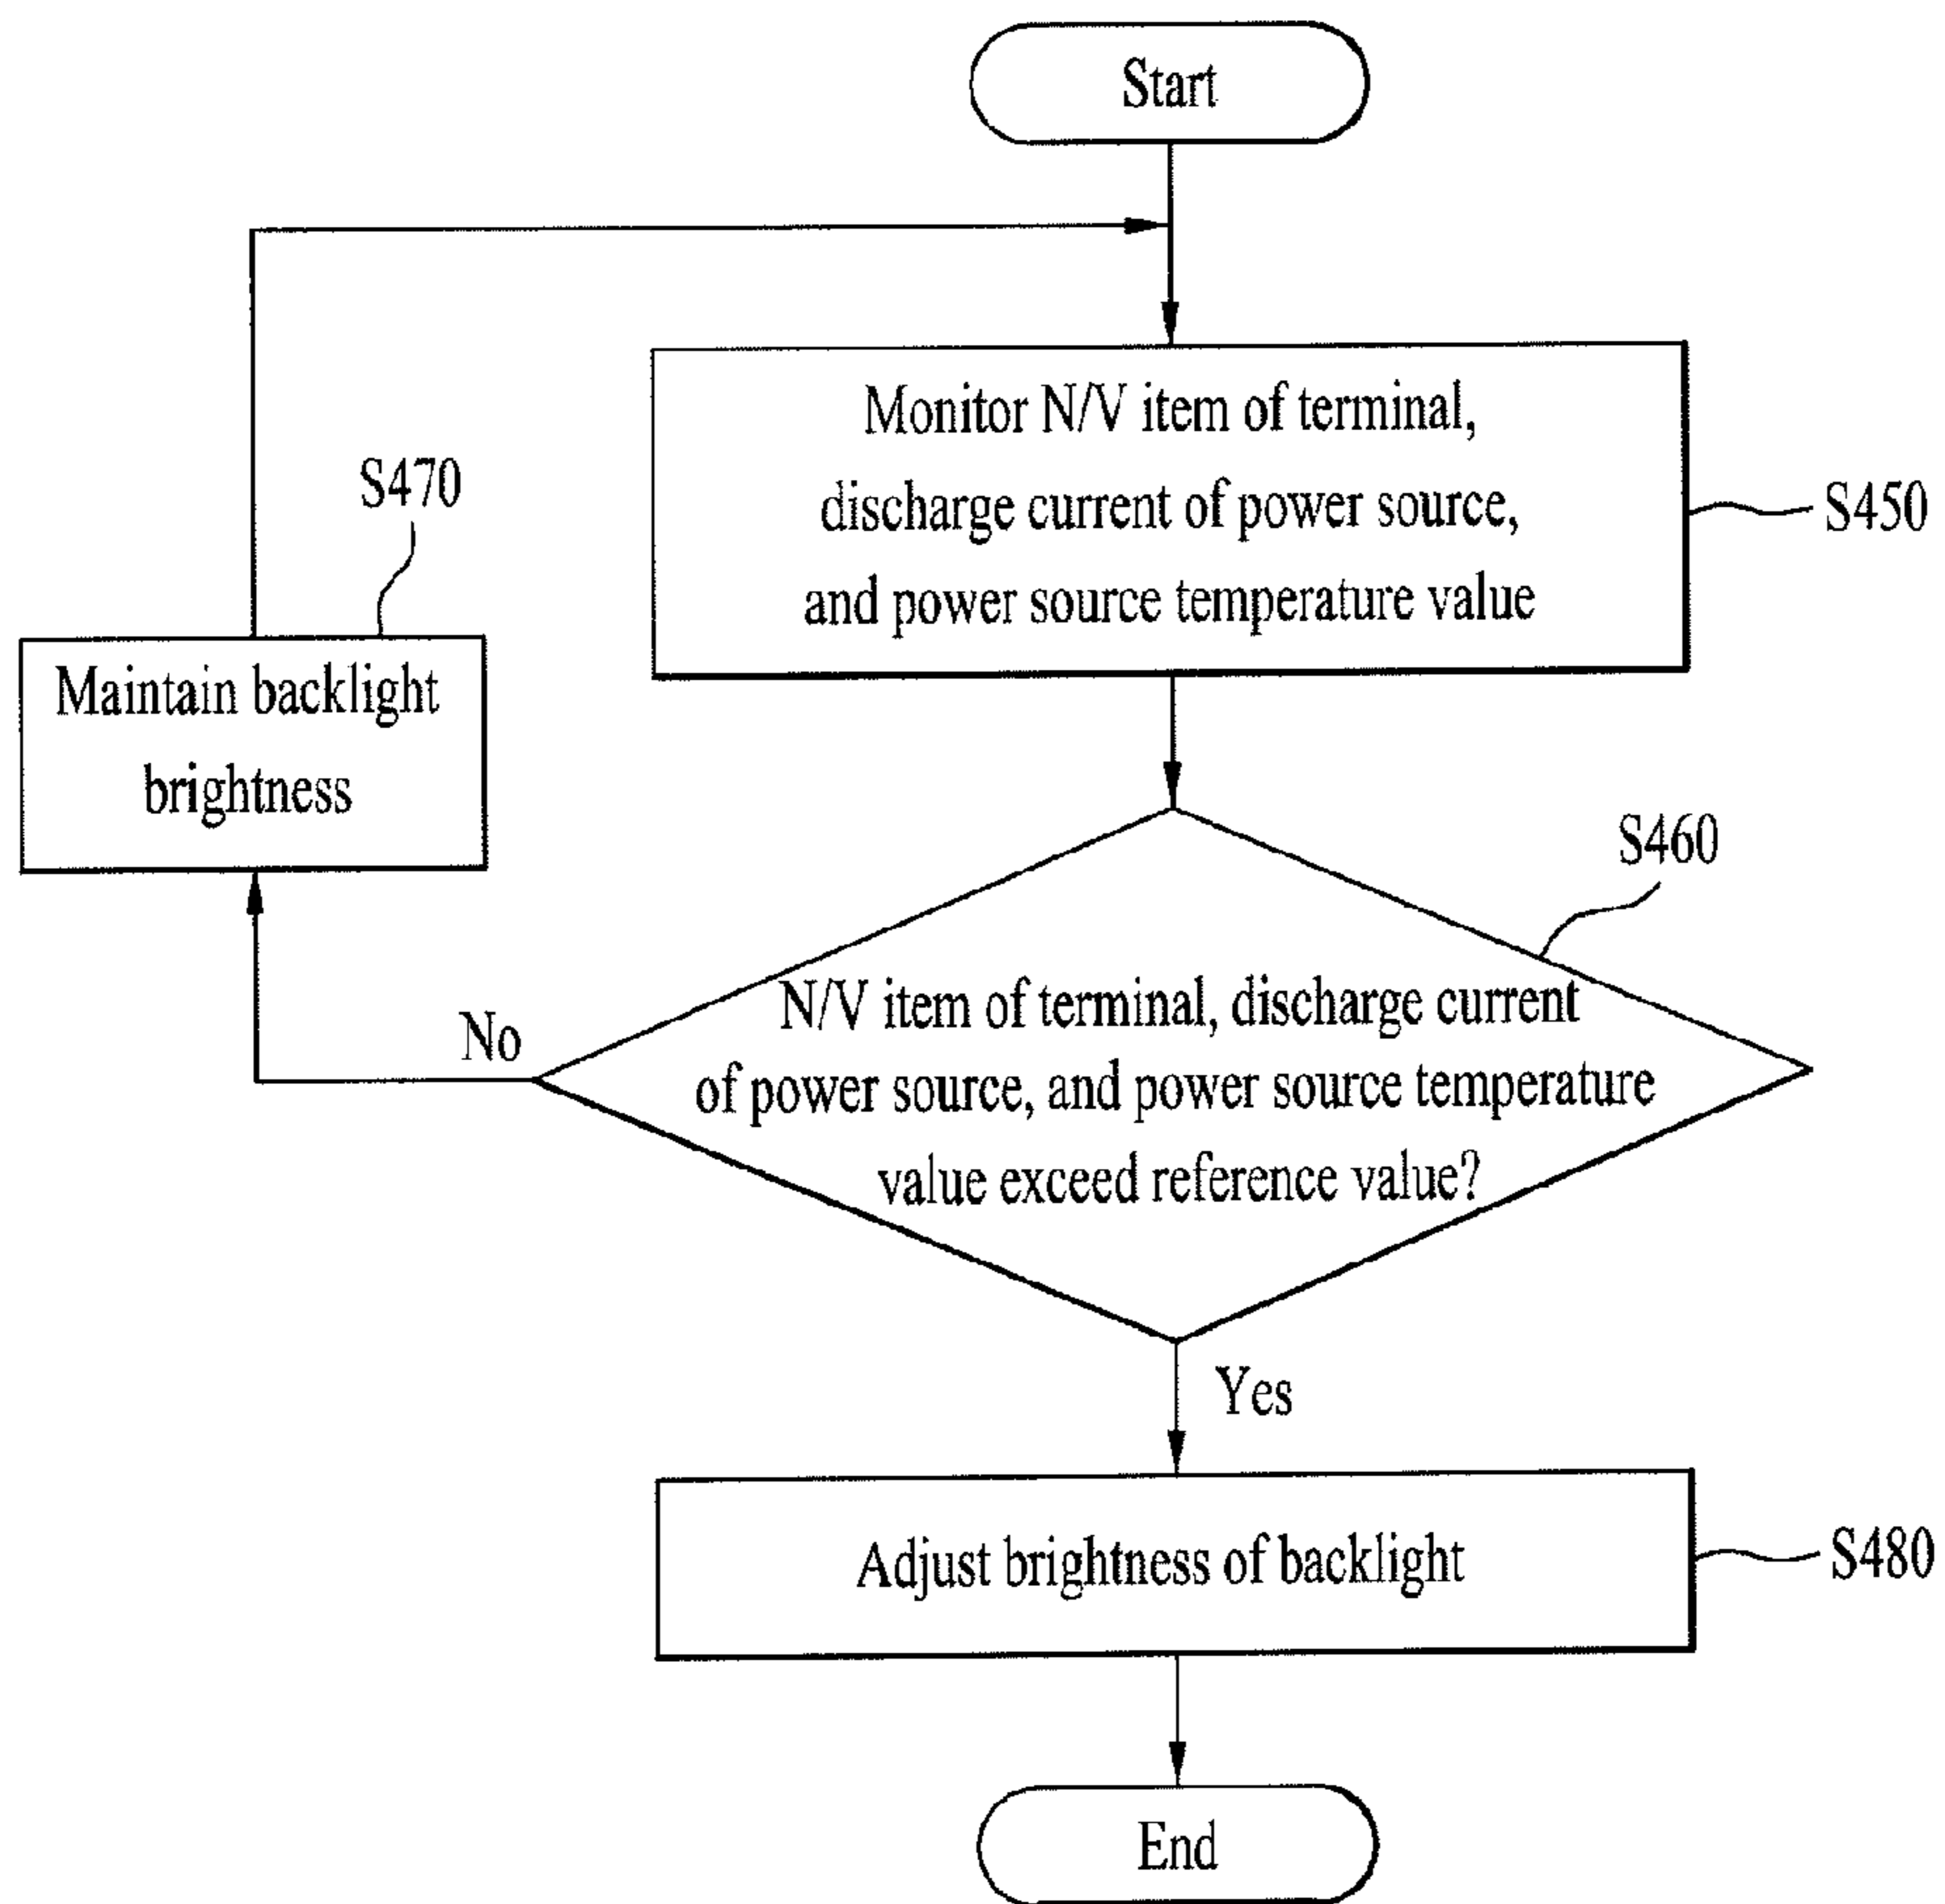 Start
Monitor N/V item of terminal,
discharge current of power source,
and power source temperature value
S450
S470
Maintain backlight
brightness
S460
N/V item of terminal, discharge current
of power source, and power source temperature
value exceed reference value?
No
Yes
Adjust brightness of backlight
S480
End